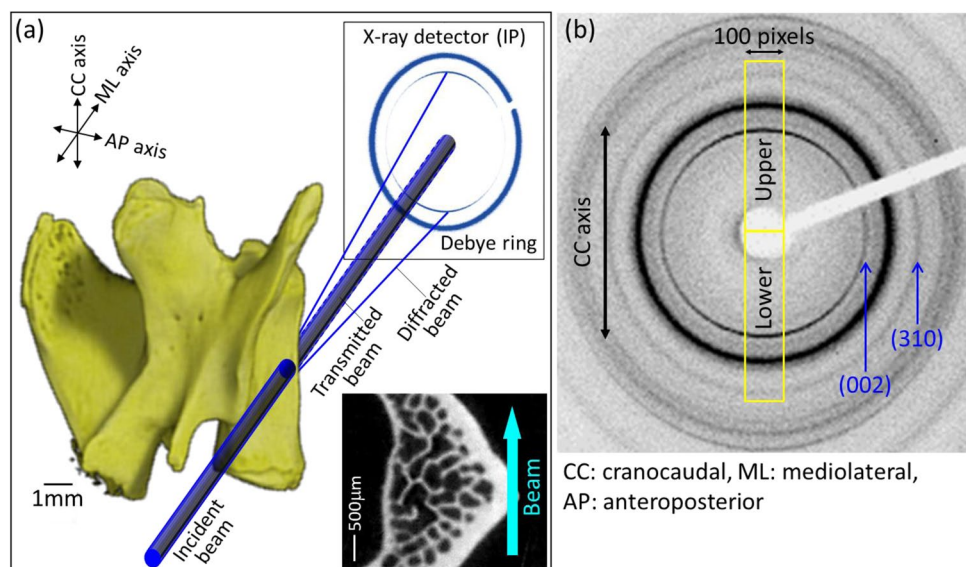 (a)
CC axis
ML axis
AP axis
X-ray detector (IP)
Debye ring
Diffracted
beam
Transmitted
beam
Incident
beam
1mm
500µm
Beam
(b)
100 pixels
Upper
Lower
CC axis
(002)
(310)
CC: cranocaudal, ML: mediolateral,
AP: anteroposterior